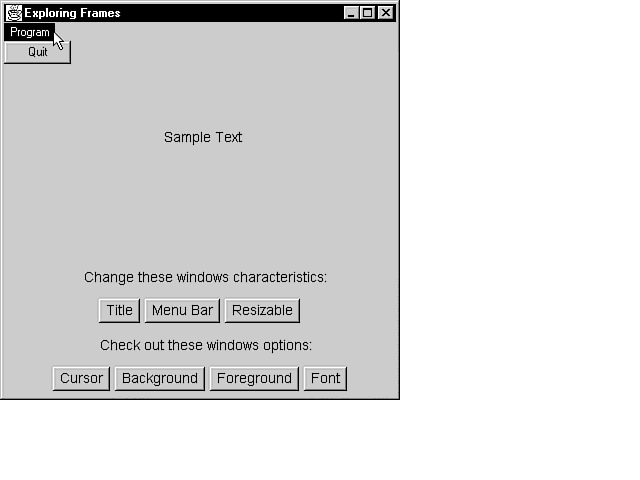 Exploring Frames
Program
Quit
Sample Text
Change these windows characteristics:
Title Menu Bar Resizable
Check out these windows options:
Cursor Background Foreground Font